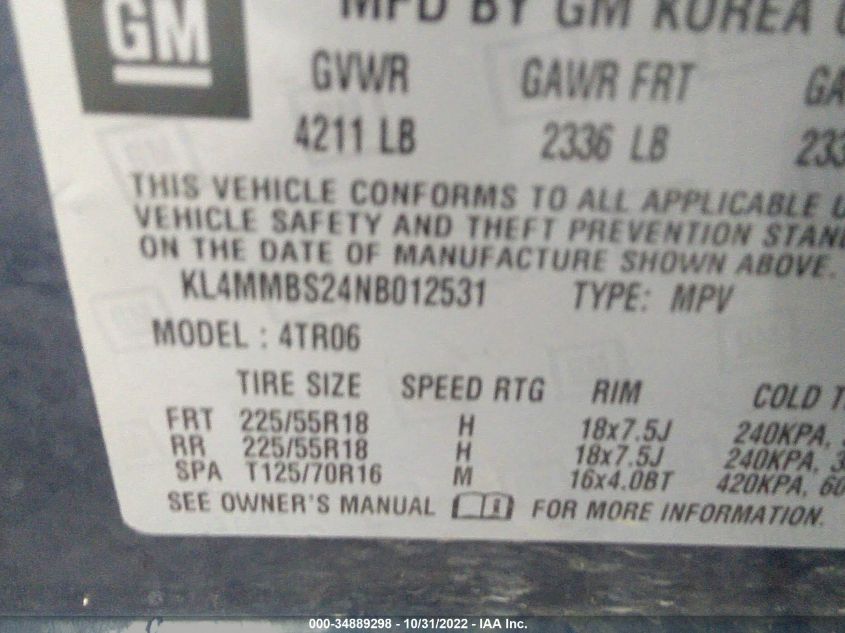 GM
MFD BY GM KOREA
GVWR GAWR FRT
4211 LB 2336 LB
THIS VEHICLE CONFORMS TO ALL APPLICABLE
VEHICLE SAFETY AND THEFT PREVENTION
ON THE DATE OF MANUFACTURE SHOWN ABOVE.
KL4MMBS24NB012531 TYPE: MPV
MODEL : 4TR06
TIRE SIZE SPEED RTG RIM COLD
FRT 225/55R18 H 18x7.5J 240KPA,
RR 225/55R18 H 18x7.5J 240KPA,
SPA T125/70R16 M 16x4.0BT 420KPA,
SEE OWNER'S MANUAL FOR MORE INFORMATION.
000-34889298 - 10/31/2022 - IAA Inc.